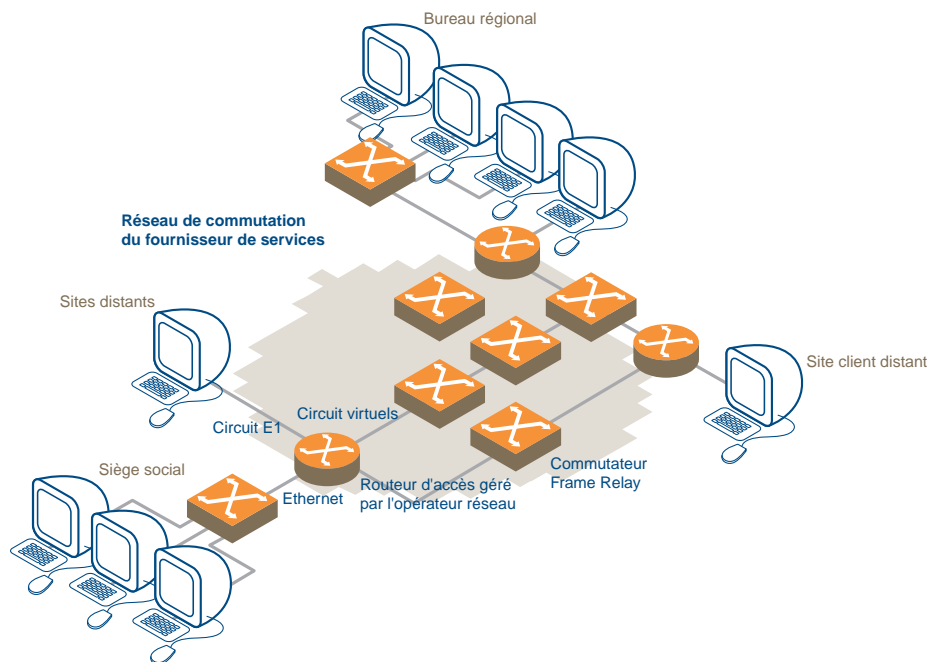 Bureau régional
Réseau de commutation
du fournisseur de services
Sites distants
Site client distant
Circuit virtuels
Circuit E1
Siège social
Commutateur
Frame Relay
Ethernet
Routeur d'accès géré
par l'opérateur réseau